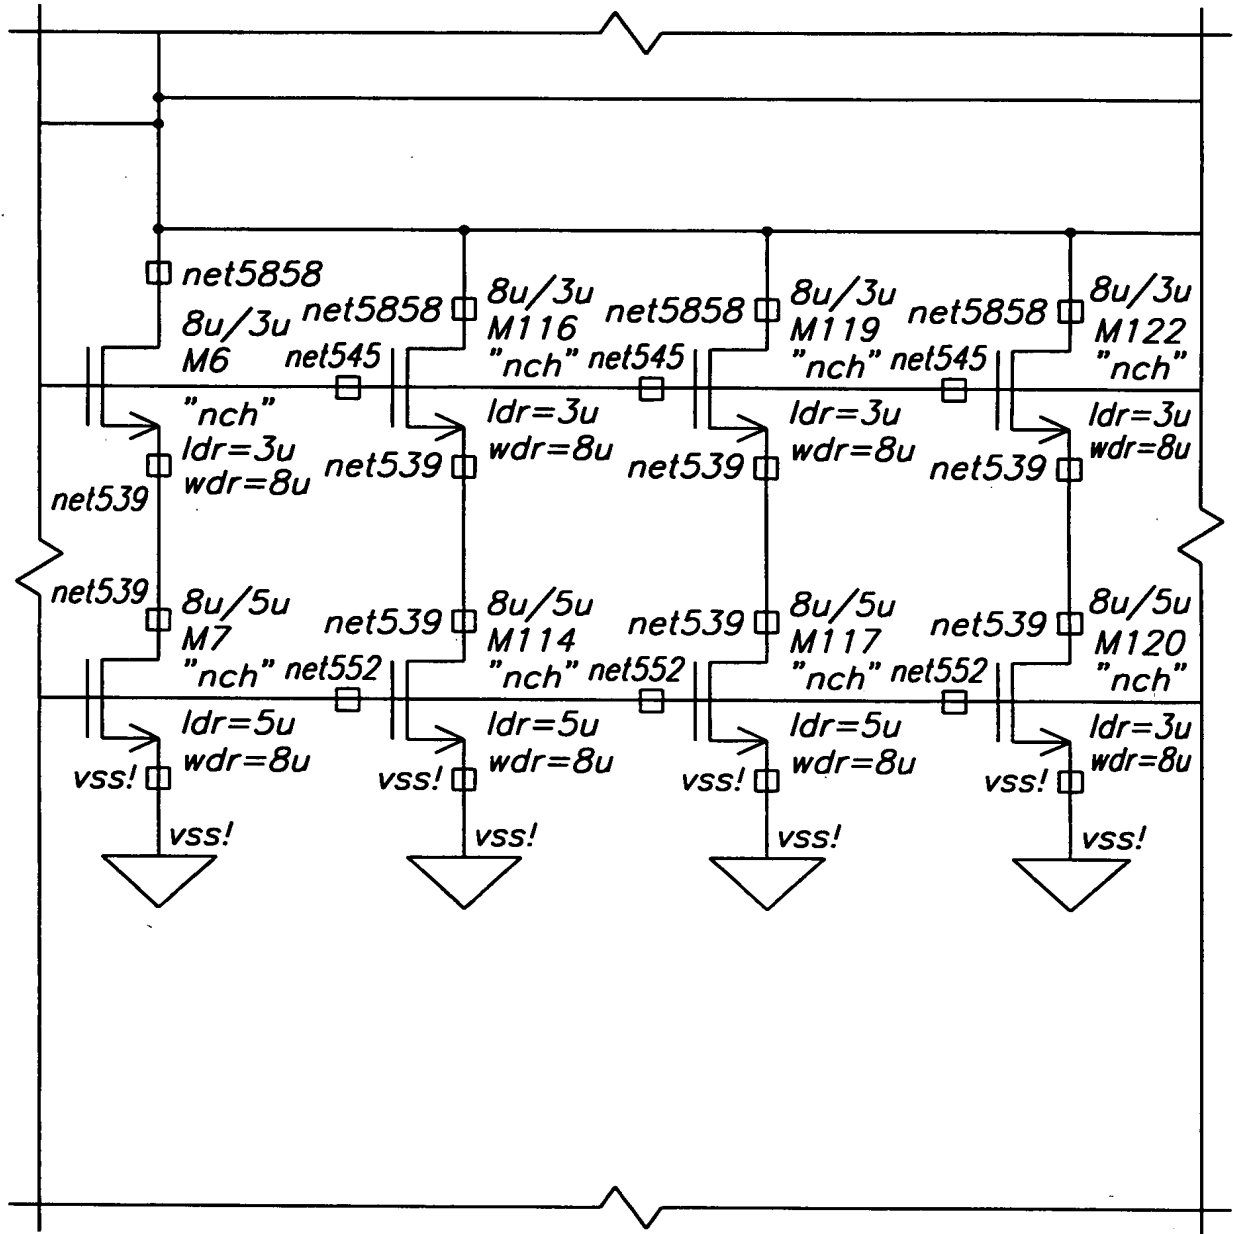 net5858
8u/3u
M6
"nch"
ldr=3u
wdr=8u
net539
net545
net5858
8u/3u
M116
"nch"
ldr=3u
wdr=8u
net539
net545
net5858
8u/3u
M119
"nch"
ldr=3u
wdr=8u
net539
net545
net5858
8u/3u
M122
"nch"
ldr=3u
wdr=8u
net539
net539
8u/5u
M7
"nch"
ldr=5u
wdr=8u
vss!
vss!
net539
net552
8u/5u
M114
"nch"
ldr=5u
wdr=8u
vss!
vss!
net539
net552
8u/5u
M117
"nch"
ldr=5u
wdr=8u
vss!
vss!
net539
net552
8u/5u
M120
"nch"
ldr=3u
wdr=8u
vss!
vss!